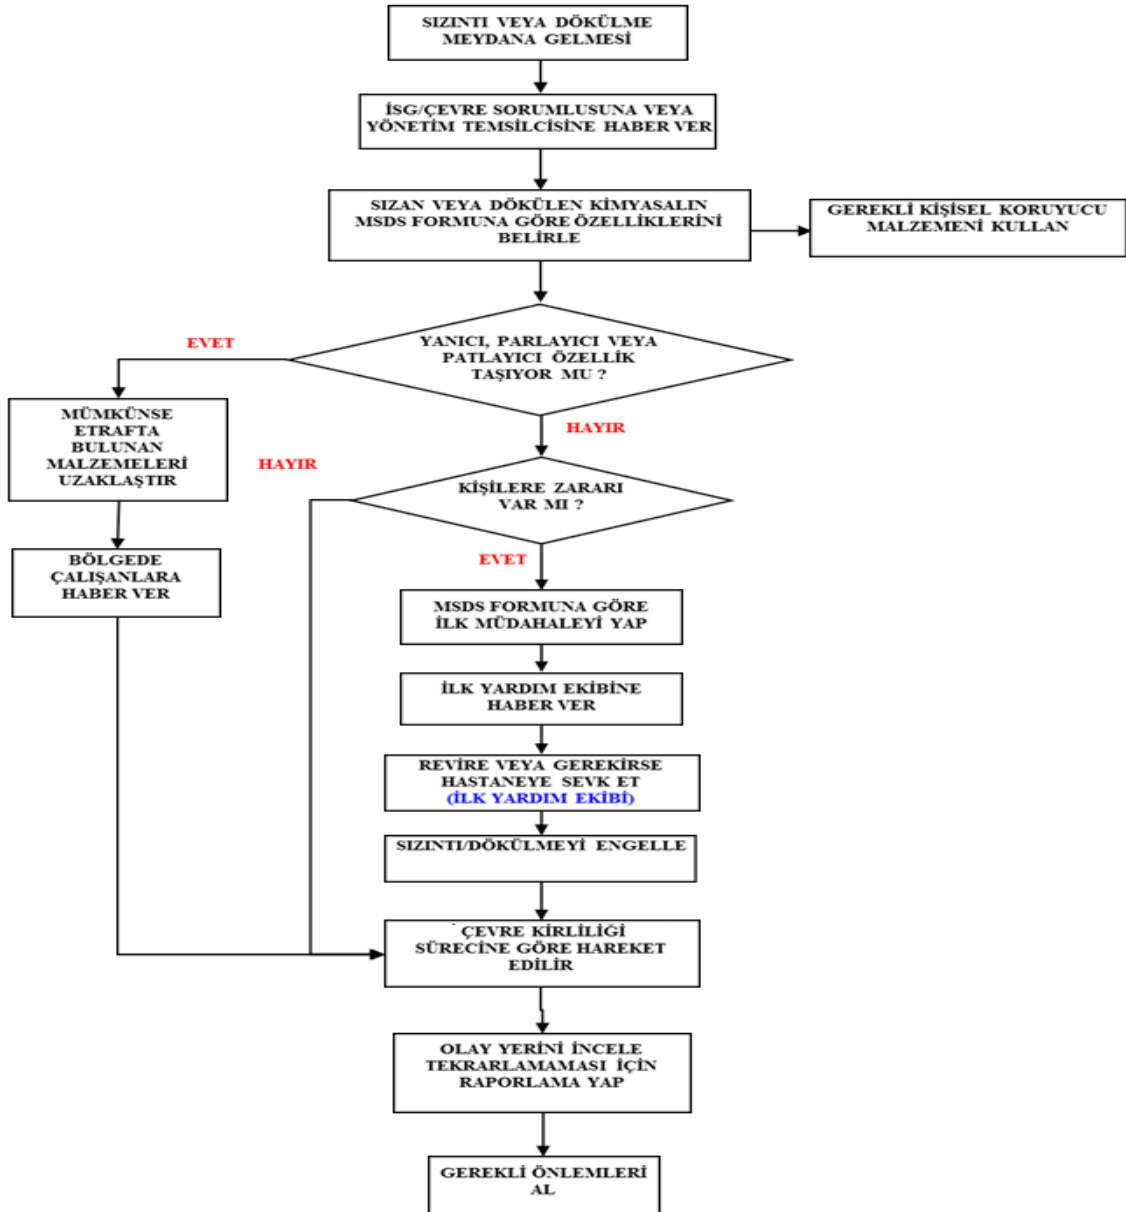 SIZINTI VEYA DÖKÜLME
MEYDANA GELMESİ
İSG/ÇEVRE SORUMLUSUNA VEYA
YÖNETİM TEMSİLCİSİNE HABER VER
SIZAN VEYA DÖKÜLEN KİMYASALIN
MSDS FORMUNA GÖRE ÖZELLİKLERİNİ
BELİRLE
GEREKLİ KİŞİSEL KORUYUCU
MALZEMENİ KULLAN
YANICI, PARLAYICI VEYA
PATLAYICI ÖZELLİK
TAŞIYOR MU ?
EVET
MÜMKÜNSE
ETRAFTA
BULUNAN
MALZEMELERİ
UZAKLAŞTIR
HAYIR
HAYIR
KİŞİLERE ZARARI
VAR MI ?
BÖLGEDE
ÇALIŞANLARA
HABER VER
EVET
MSDS FORMUNA GÖRE
İLK MÜDAHALEYİ YAP
İLK YARDIM EKİBİNE
HABER VER
REVİRE VEYA GEREKİRSE
HASTANEYE SEVK ET
(İLK YARDIM EKİBİ)
SIZINTI/DÖKÜLMEYİ ENGELLE
ÇEVRE KİRLİLİĞİ
SÜRECİNE GÖRE HAREKET
EDİLİR
OLAY YERİNİ İNCELE
TEKRARLAMAMASI İÇİN
RAPORLAMA YAP
GEREKLİ ÖNLEMLERİ
AL